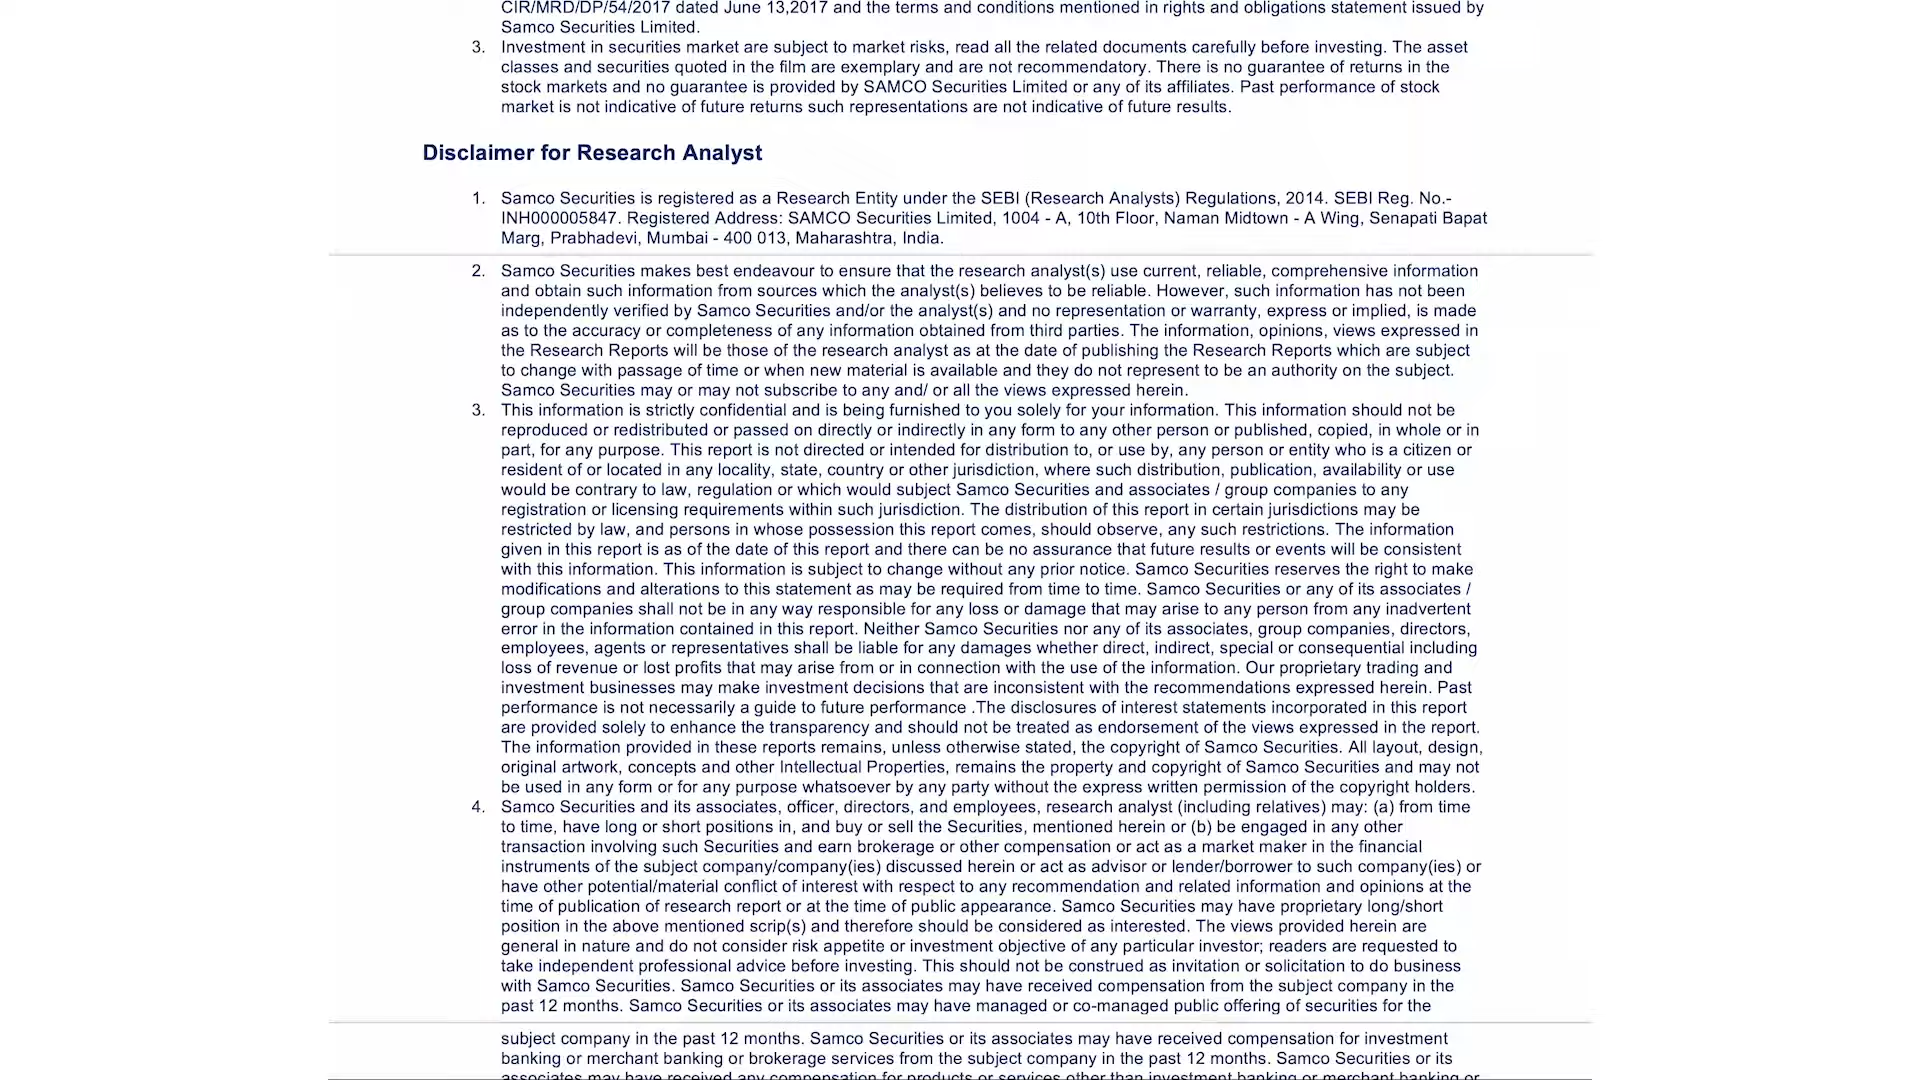 CIR/MRD/DP/54/2017 dated June 13,2017 and the terms and conditions mentioned in rights and obligations statement issued by
Samco Securities Limited.
3. Investment in securities market are subject to market risks, read all the related documents carefully before investing. The asset
classes and securities quoted in the film are exemplary and are not recommendatory. There is no guarantee of returns in the
stock markets and no guarantee is provided by SAMCO Securities Limited or any of its affiliates. Past performance of stock
market is not indicative of future returns such representations are not indicative of future results.
Disclaimer for Research Analyst
1. Samco Securities is registered as a Research Entity under the SEBI (Research Analysts) Regulations, 2014. SEBI Reg. No.-
INH000005847. Registered Address: SAMCO Securities Limited, 1004 - A, 10th Floor, Naman Midtown - A Wing, Senapati Bapat
Marg, Prabhadevi, Mumbai - 400 013, Maharashtra, India.
2. Samco Securities makes best endeavour to ensure that the research analyst(s) use current, reliable, comprehensive information
and obtain such information from sources which the analyst(s) believes to be reliable. However, such information has not been
independently verified by Samco Securities and/or the analyst(s) and no representation or warranty, express or implied, is made
as to the accuracy or completeness of any information obtained from third parties. The information, opinions, views expressed in
the Research Reports will be those of the research analyst as at the date of publishing the Research Reports which are subject
to change with passage of time or when new material is available and they do not represent to be an authority on the subject.
Samco Securities may or may not subscribe to any and/ or all the views expressed herein.
3. This information is strictly confidential and is being furnished to you solely for your information. This information should not be
reproduced or redistributed or passed on directly or indirectly in any form to any other person or published, copied, in whole or in
part, for any purpose. This report is not directed or intended for distribution to, or use by, any person or entity who is a citizen or
resident of or located in any locality, state, country or other jurisdiction, where such distribution, publication, availability or use
would be contrary to law, regulation or which would subject Samco Securities and associates / group companies to any
registration or licensing requirements within such jurisdiction. The distribution of this report in certain jurisdictions may be
restricted by law, and persons in whose possession this report comes, should observe, any such restrictions. The information
given in this report is as of the date of this report and there can be no assurance that future results or events will be consistent
with this information. This information is subject to change without any prior notice. Samco Securities reserves the right to make
modifications and alterations to this statement as may be required from time to time. Samco Securities or any of its associates /
group companies shall not be in any way responsible for any loss or damage that may arise to any person from any inadvertent
error in the information contained in this report. Neither Samco Securities nor any of its associates, group companies, directors,
employees, agents or representatives shall be liable for any damages whether direct, indirect, special or consequential including
loss of revenue or lost profits that may arise from or in connection with the use of the information. Our proprietary trading and
investment businesses may make investment decisions that are inconsistent with the recommendations expressed herein. Past
performance is not necessarily a guide to future performance .The disclosures of interest statements incorporated in this report
are provided solely to enhance the transparency and should not be treated as endorsement of the views expressed in the report.
The information provided in these reports remains, unless otherwise stated, the copyright of Samco Securities. All layout, design,
original artwork, concepts and other Intellectual Properties, remains the property and copyright of Samco Securities and may not
be used in any form or for any purpose whatsoever by any party without the express written permission of the copyright holders.
4. Samco Securities and its associates, officer, directors, and employees, research analyst (including relatives) may: (a) from time
to time, have long or short positions in, and buy or sell the Securities, mentioned herein or (b) be engaged in any other
transaction involving such Securities and earn brokerage or other compensation or act as a market maker in the financial
instruments of the subject company/company(ies) discussed herein or act as advisor or lender/borrower to such company(ies) or
have other potential/material conflict of interest with respect to any recommendation and related information and opinions at the
time of publication of research report or at the time of public appearance. Samco Securities may have proprietary long/short
position in the above mentioned scrip(s) and therefore should be considered as interested. The views provided herein are
general in nature and do not consider risk appetite or investment objective of any particular investor; readers are requested to
take independent professional advice before investing. This should not be construed as invitation or solicitation to do business
with Samco Securities. Samco Securities or its associates may have received compensation from the subject company in the
past 12 months. Samco Securities or its associates may have managed or co-managed public offering of securities for the
subject company in the past 12 months. Samco Securities or its associates may have received compensation for investment
banking or merchant banking or brokerage services from the subject company in the past 12 months. Samco Securities or its
associates may have received any compensation for products or services other than investment banking or merchant banking or